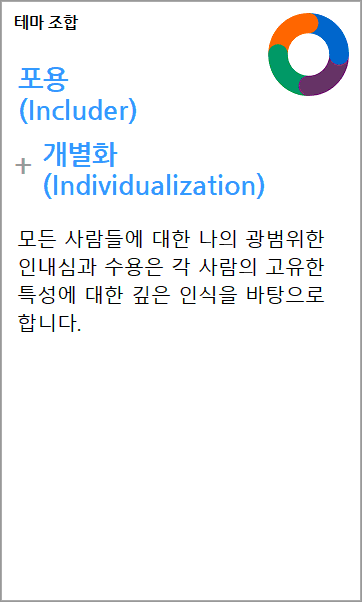 테마 조합
포용
(Includer)
+ 개별화
(Individualization)
모든 사람들에 대한 나의 광범위한
인내심과 수용은 각 사람의 고유한
특성에 대한 깊은 인식을 바탕으로
합니다.